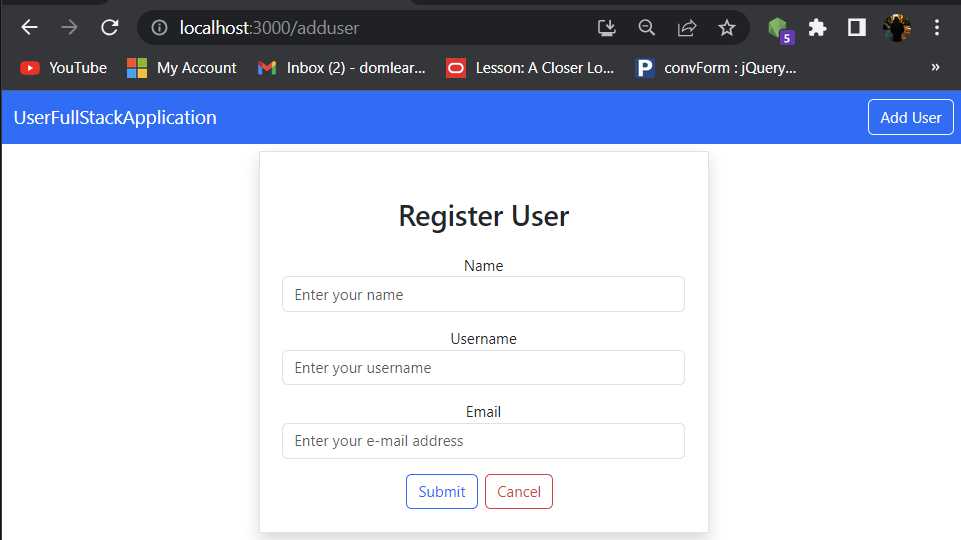 localhost:3000/adduser
5
YouTube My Account Inbox (2) - domlear... Lesson: A Closer Lo... P convForm : jQuery... »
UserFullStackApplication Add User
Register User
Name
Enter your name
Username
Enter your username
Email
Enter your e-mail address
Submit Cancel